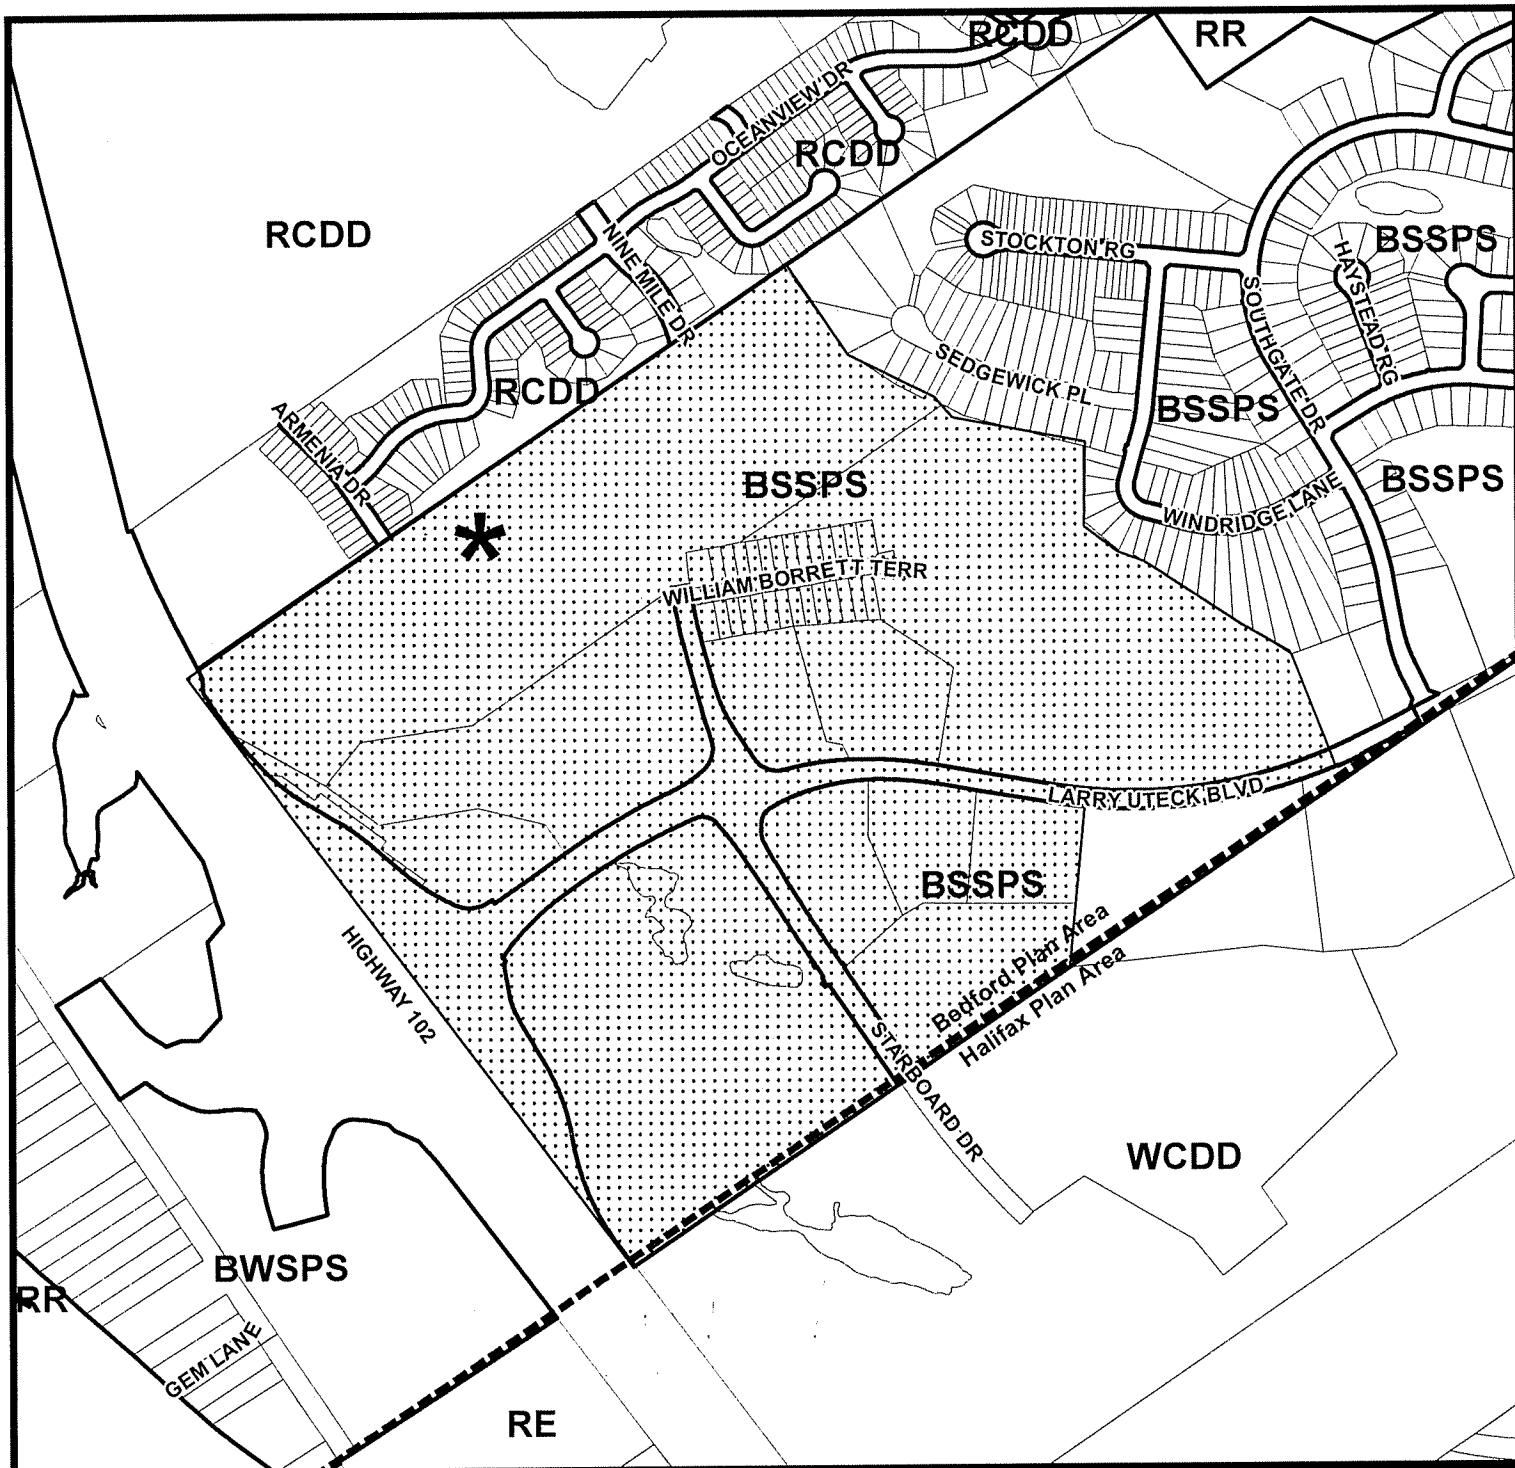 RCDD
RR
OCEANVIEW DR
RCDD
RCDD
NINE MILE DR
STOCKTON RG
BSSPS
HAYSTEAD RG
SOUTHGATE DR
SEDGEWICK PL
RCDD
BSSPS
ARMENIA DR
BSSPS
BSSPS
WINDRIDGE LANE
*
WILLIAM BORRETT TERR
LARRY UTECK BLVD
BSSPS
HIGHWAY 102
Bedford Plan Area
Halifax Plan Area
STARBOARD DR
WCDD
BWSPS
RR
GEM LANE
RE